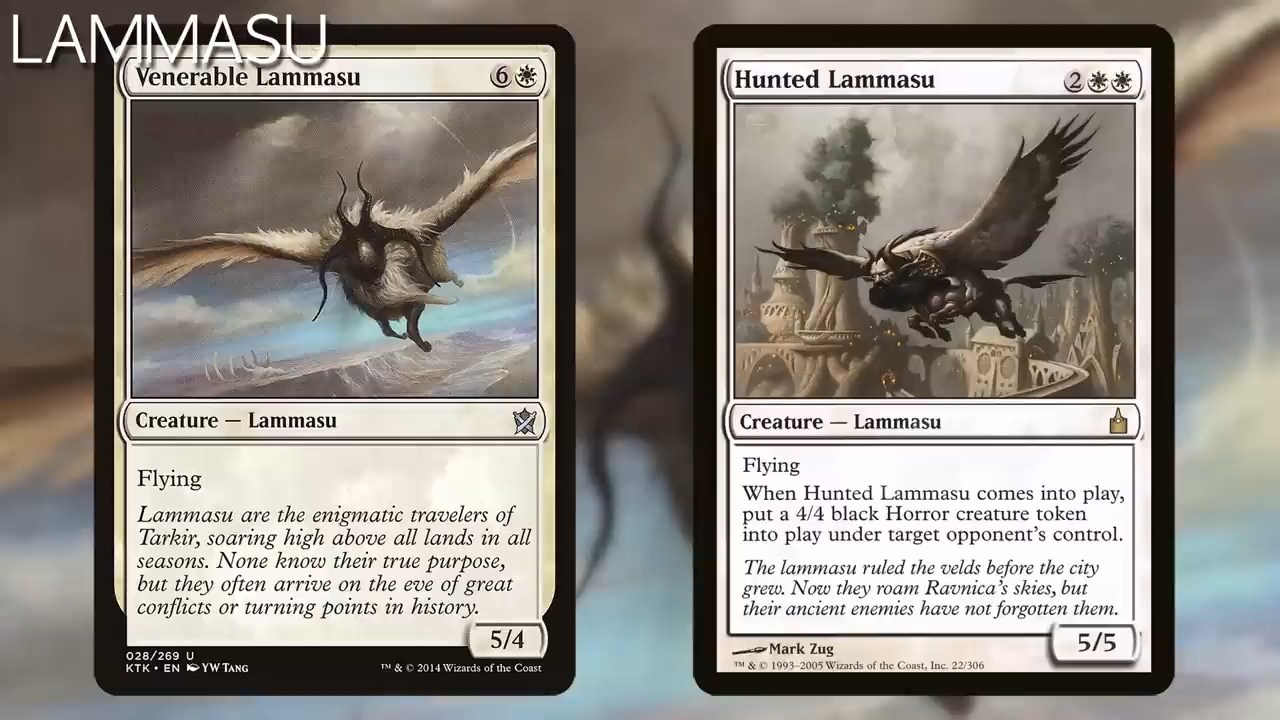 LAMMASU
Venerable Lammasu 6
Creature — Lammasu
Flying
Lammasu are the enigmatic travelers of
Tarkir, soaring high above all lands in all
seasons. None know their true purpose,
but they often arrive on the eve of great
conflicts or turning points in history.
5/4
028/269 U
KTK • EN YW Tang
™ & © 2014 Wizards of the Coast
Hunted Lammasu 2
Creature — Lammasu
Flying
When Hunted Lammasu comes into play,
put a 4/4 black Horror creature token
into play under target opponent's control.
The lammasu ruled the velds before the city
grew. Now they roam Ravnica's skies, but
their ancient enemies have not forgotten them.
5/5
Mark Zug
™ & © 1993–2005 Wizards of the Coast, Inc. 22/306